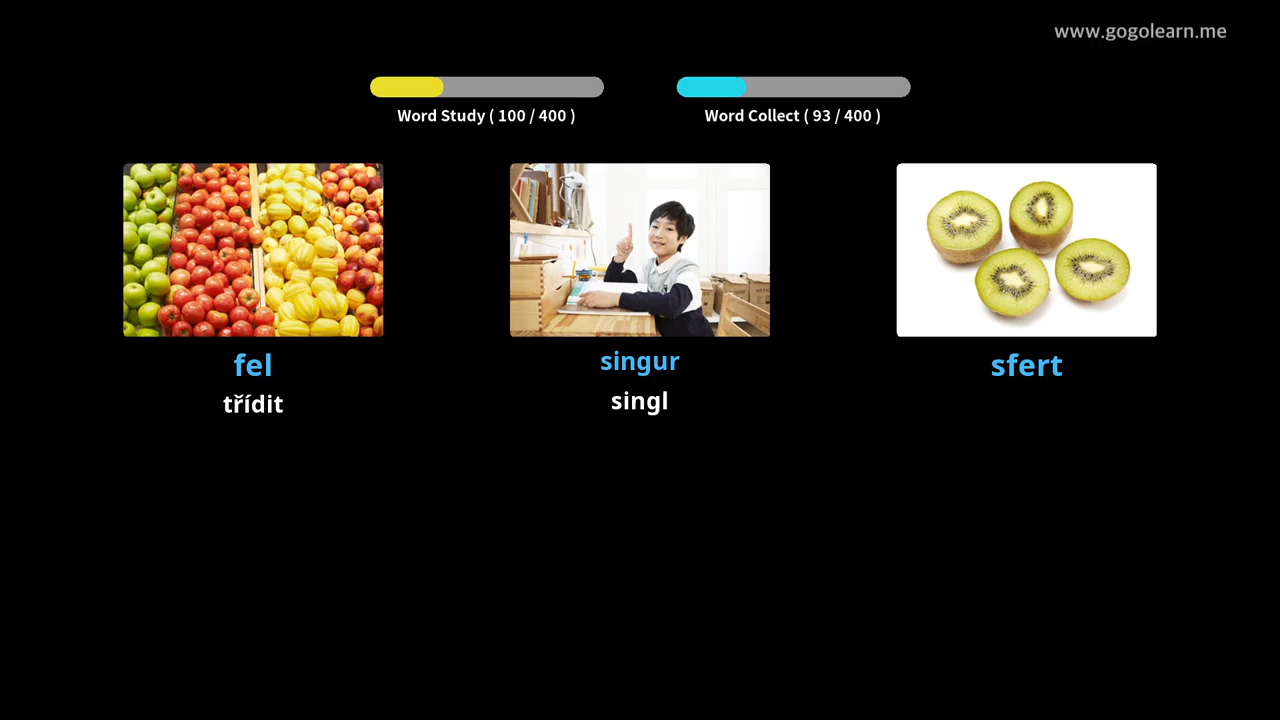 www.gogolearn.me
Word Study ( 100 / 400 )
Word Collect ( 93 / 400 )
fel
třídit
singur
singl
sfert